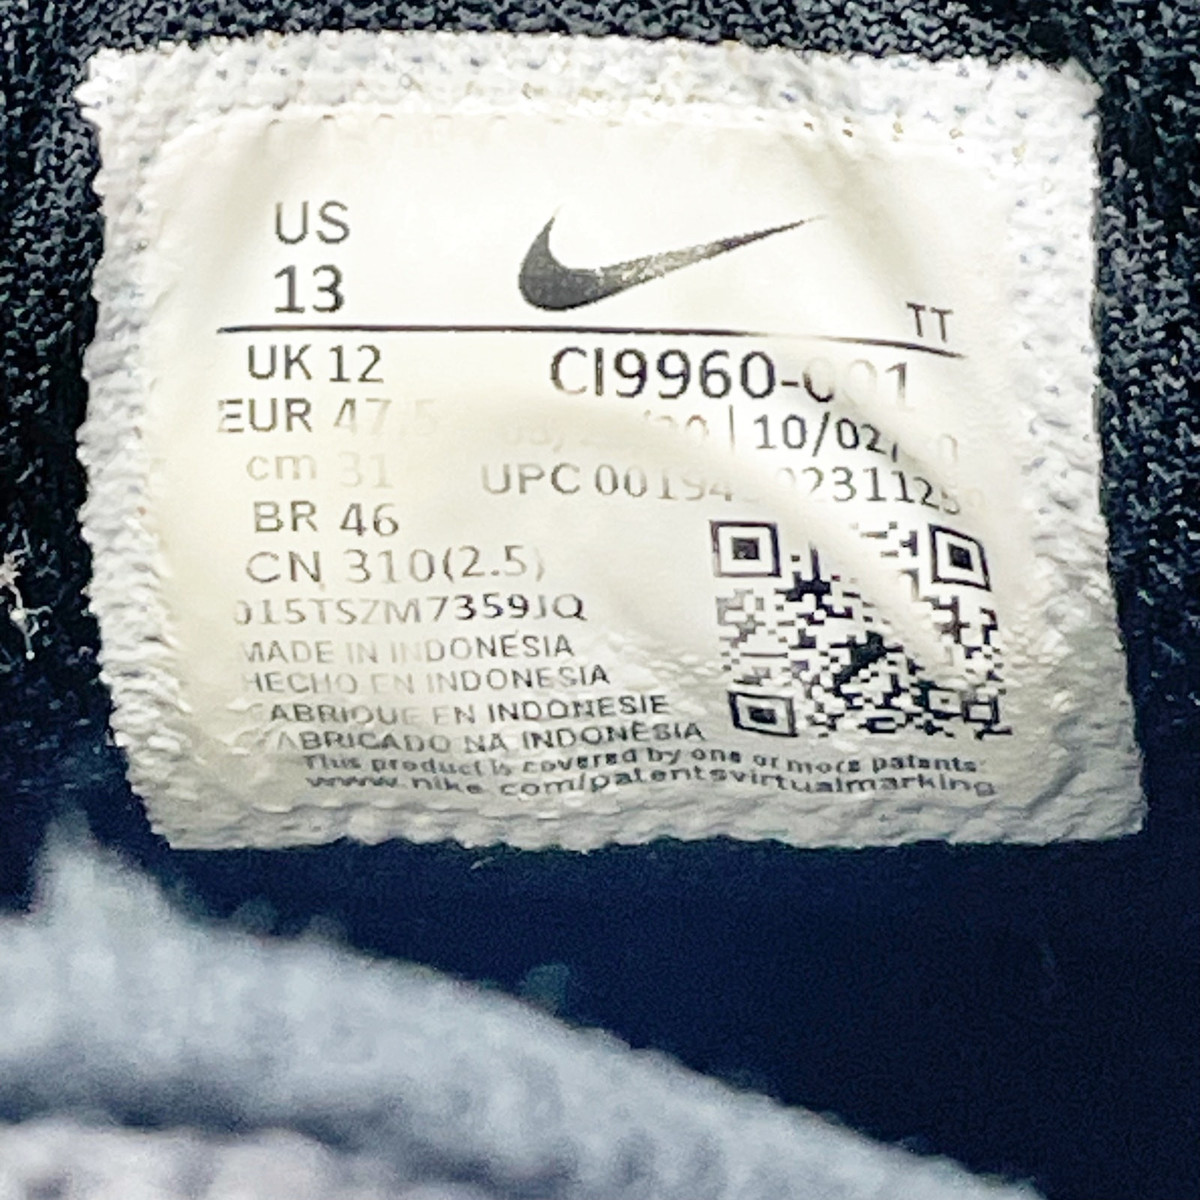 US
13
TT
UK 12
EUR 47.5
cm 31
BR 46
CN 310(2.5)
CI9960-001
10/02/
UPC
015TSZM7359JQ
MADE IN INDONESIA
HECHO EN INDONESIA
FABRIQUE EN INDONESIE
FABRICADO NA INDONESIA
This product is covered by one or more patents:
www.nike.com/patentsvirtualmarking